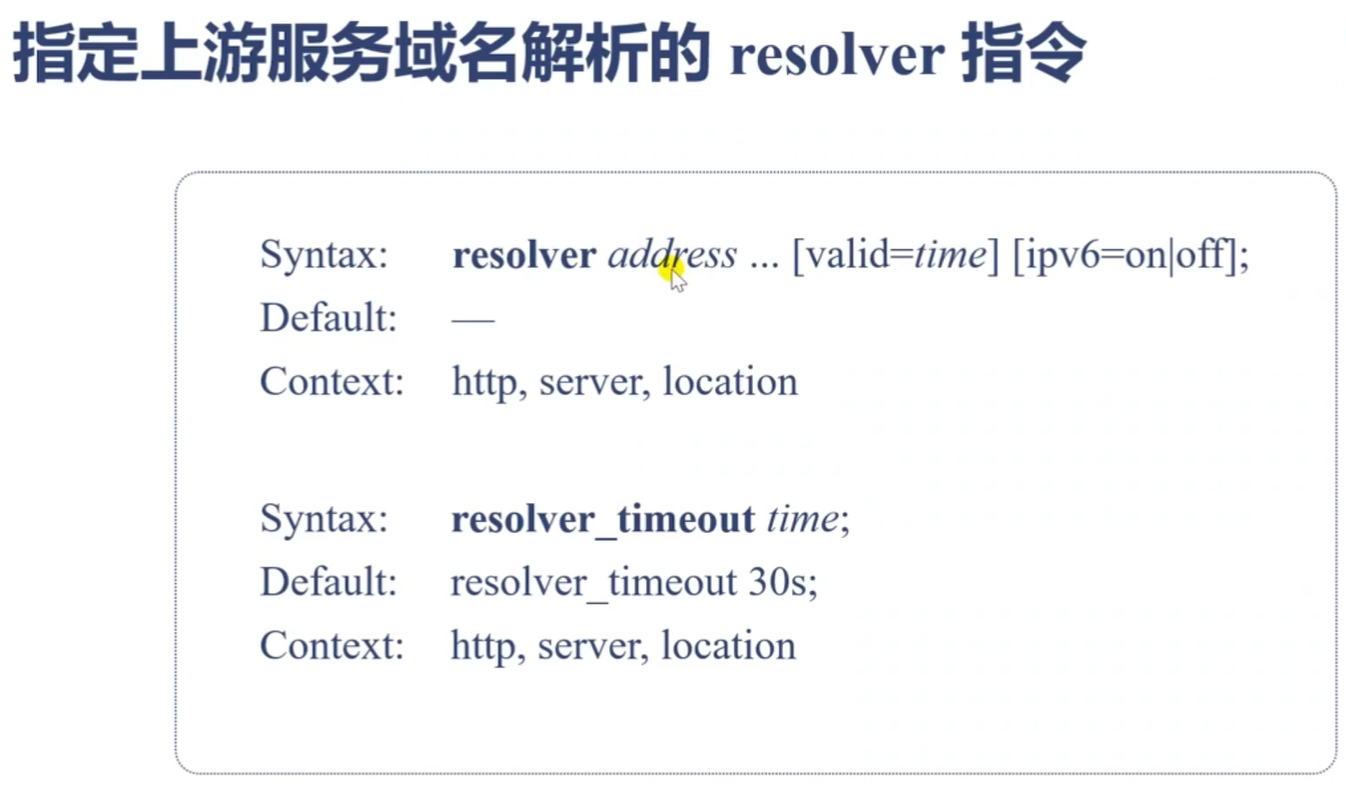 指定上游服务域名解析的 resolver 指令
Syntax: resolver address ... [valid=time] [ipv6=on|off];
Default: —
Context: http, server, location
Syntax: resolver_timeout time;
Default: resolver_timeout 30s;
Context: http, server, location